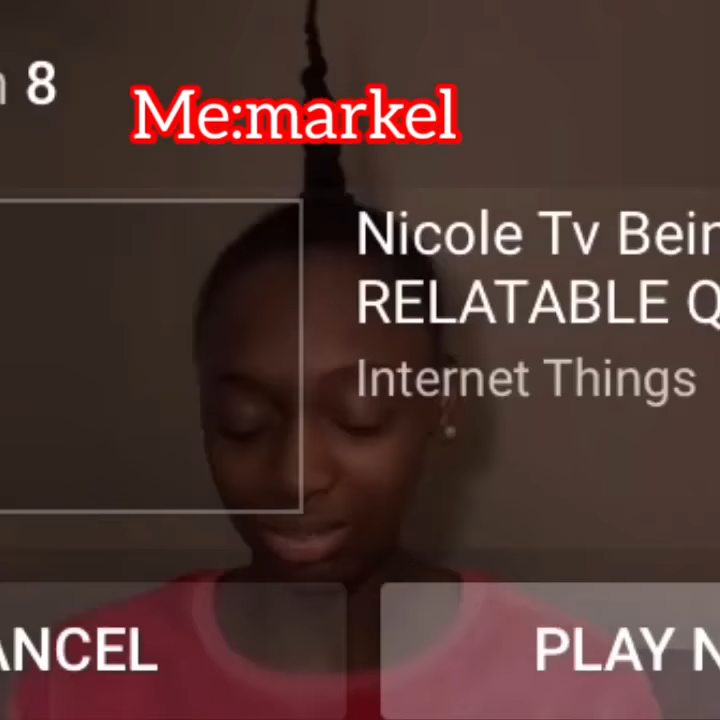 8
Me:markel
Nicole Tv Bein
RELATABLE Q
Internet Things
ANCEL
PLAY N